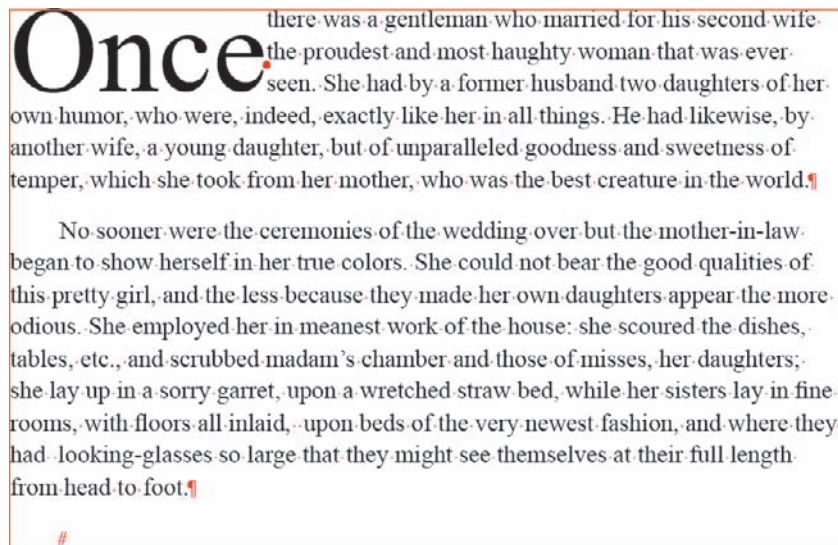 Once there was a gentleman who married for his second wife
the proudest and most haughty woman that was ever
seen. She had by a former husband two daughters of her
own humor, who were, indeed, exactly like her in all things. He had likewise, by
another wife, a young daughter, but of unparalleled goodness and sweetness of
temper, which she took from her mother, who was the best creature in the world.¶
No sooner were the ceremonies of the wedding over but the mother-in-law
began to show herself in her true colors. She could not bear the good qualities of
this pretty girl, and the less because they made her own daughters appear the more
odious. She employed her in meanest work of the house: she scoured the dishes,
tables, etc., and scrubbed madam’s chamber and those of misses, her daughters;
she lay up in a sorry garret, upon a wretched straw bed, while her sisters lay in fine
rooms, with floors all inlaid,  upon beds of the very newest fashion, and where they
had  looking-glasses so large that they might see themselves at their full length
from head to foot.¶
#